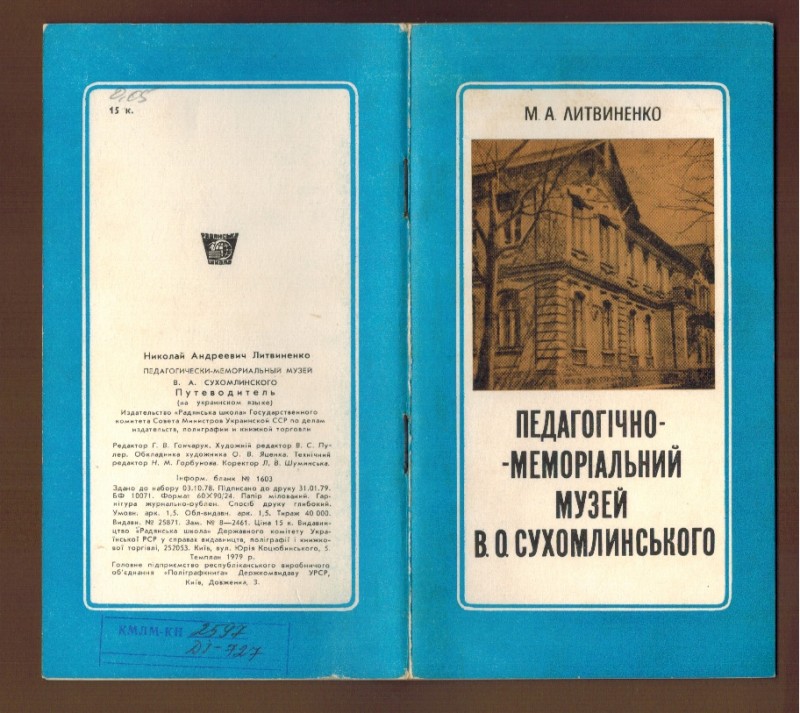 15 к.
Николай Андреевич Литвиненко
ПЕДАГОГИЧЕСКИ-МЕМОРИАЛЬНЫЙ МУЗЕЙ
В. А. СУХОМЛИНСКОГО
Путеводитель
(на украинском языке)
Издательство «Радянська школа» Государственного
комитета Совета Министров Украинской ССР по делам
издательств, полиграфии и книжной торговли
Редактор Г. В. Гончарук. Художній редактор В. С. Пу-
лер. Обкладинка художника О. В. Яценка. Технічний
редактор Н. М. Горбунова. Коректор Л. В. Шуминська.
Інформ. бланк № 1603
Здано до набору 03.10.78. Підписано до друку 31.01.79.
БФ 10071. Формат 60×90/24. Папір мілований. Гар-
нітура журнально-рублен. Спосіб друку глибокий.
Умовн. арк. 1,5. Обл-видавн. арк. 1,5. Тираж 40 000.
Видавн. № 25871. Зам. № 8—2461. Ціна 15 к. Видавниц-
тво «Радянська школа» Державного комітету Укра-
їнської РСР у справах видавництв, поліграфії і книжко-
вої торгівлі, 252053. Київ, вул. Юрія Коцюбинського, 5
Темплан 1979 р.
Головне підприємство республіканського виробничого
об'єднання «Поліграфкнига» Держкомвидаву УРСР,
Київ, Довженка, 3.
КМЛМ-КН 2597
М. А. ЛИТВИНЕНКО
ПЕДАГОГІЧНО-
-МЕМОРІАЛЬНИЙ
МУЗЕЙ
В. О. СУХОМЛИНСЬКОГО